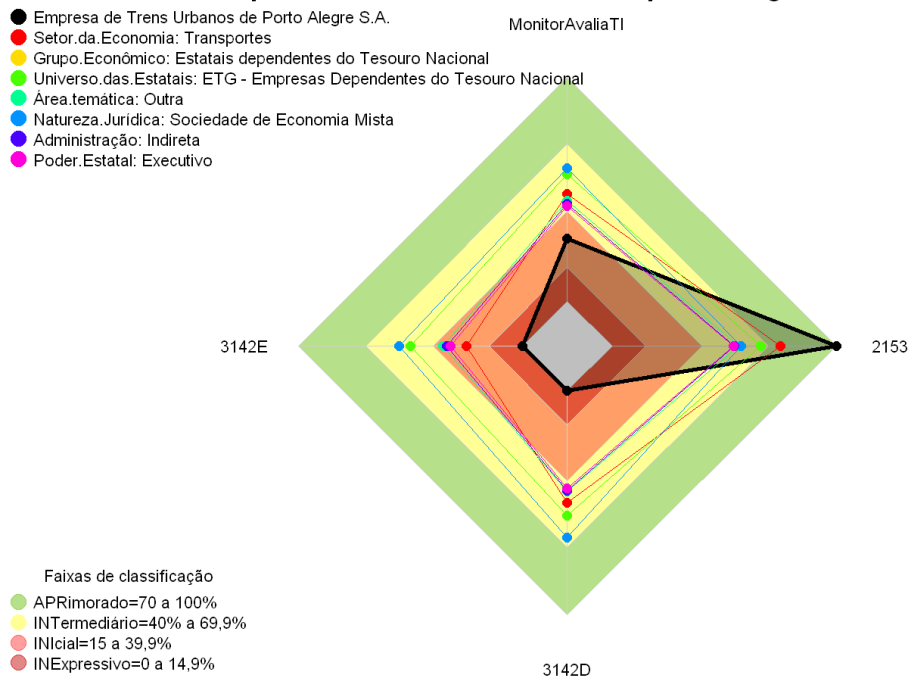 Empresa de Trens Urbanos de Porto Alegre S.A.
Setor.da.Economia: Transportes
Grupo.Econômico: Estatais dependentes do Tesouro Nacional
Universo.das.Estatais: ETG - Empresas Dependentes do Tesouro Nacional
Área.temática: Outra
Natureza.Jurídica: Sociedade de Economia Mista
Administração: Indireta
Poder.Estatal: Executivo
MonitorAvaliaTI
3142E
2153
3142D
Faixas de classificação
APRimorado=70 a 100%
INTermediário=40% a 69,9%
INIcial=15 a 39,9%
INExpressivo=0 a 14,9%